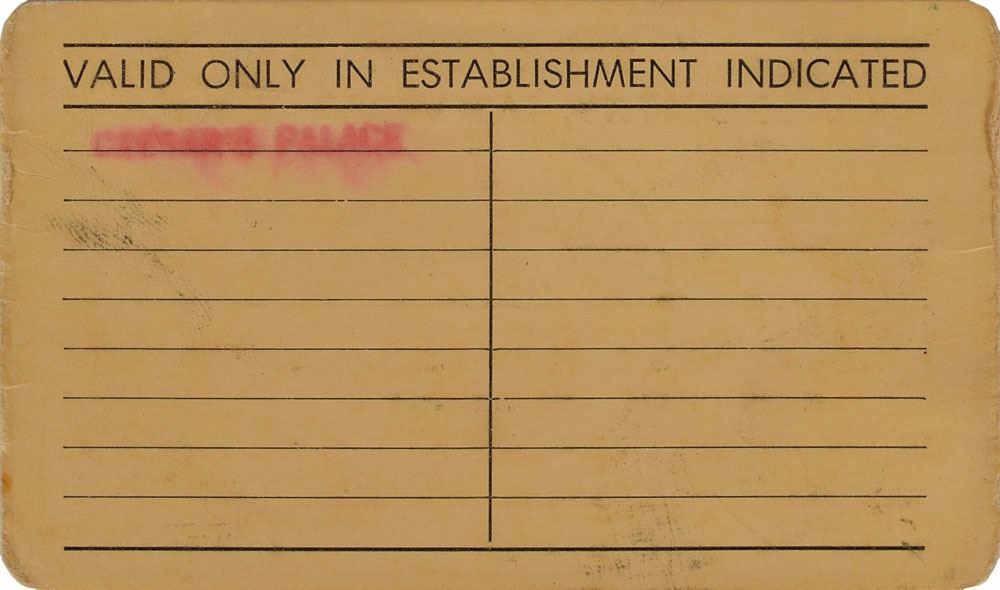 VALID ONLY IN ESTABLISHMENT INDICATED
PALACE